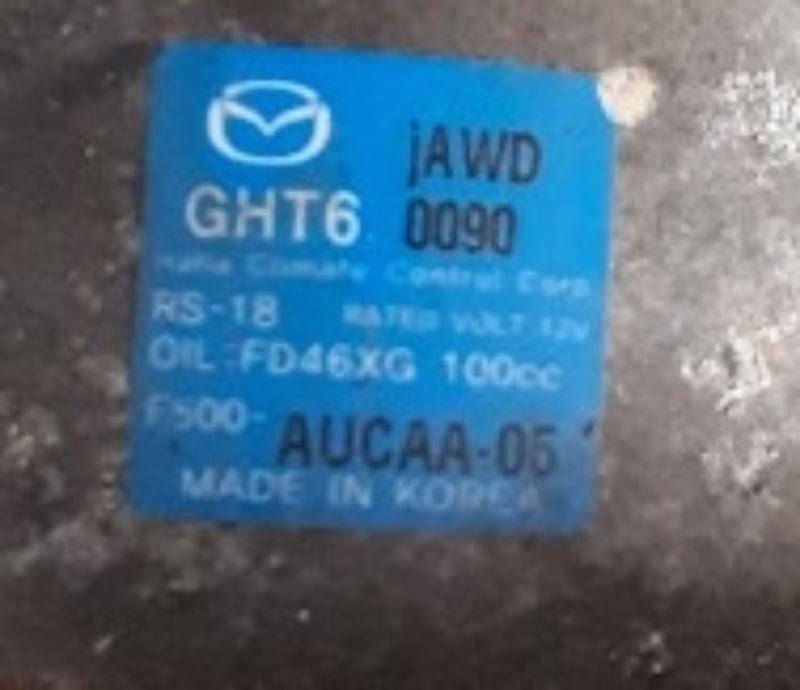 jAWD
GHT6 0090
Climate Control Corp.
RS-18 RATED VOLT 12V
OIL:FD46XG 100cc
F500- AUCAA-05
MADE IN KOREA